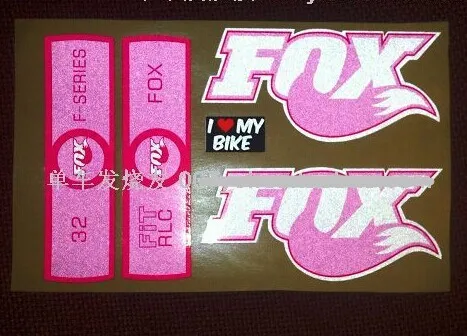 F-SERIES
FOX
32
FOX
FOX
FIT
RLC
FOX
I ♥ MY
BIKE
FOX
单车发烧友